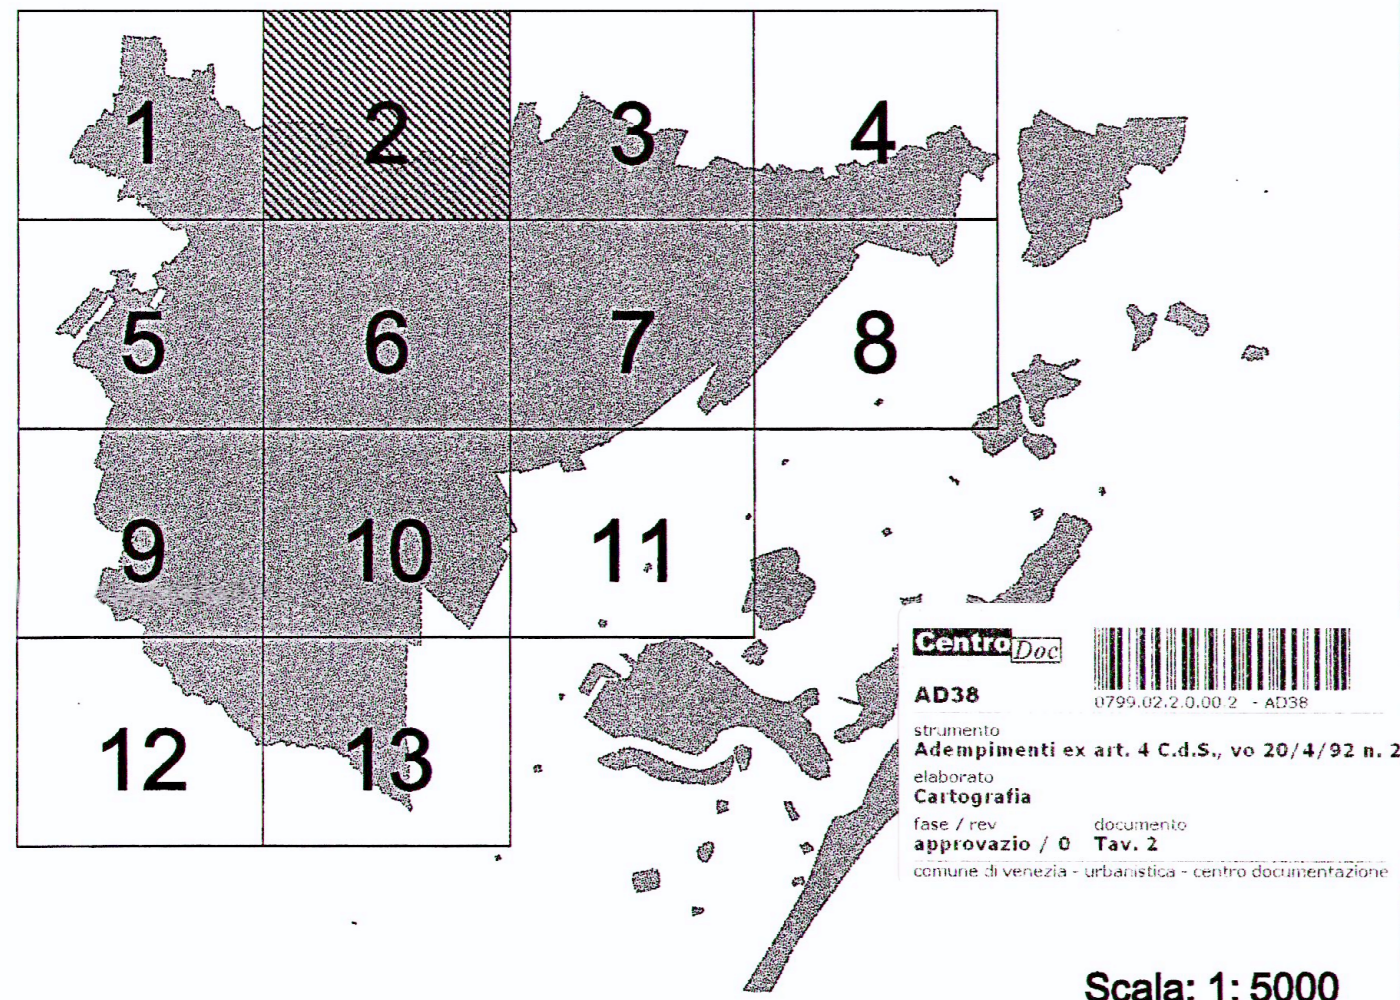 1 2 3 4
5 6 7 8
9 10 11
12 13
Centro Doc
AD38
0799.02.2.0.00.2 - AD38
strumento
Adempimenti ex art. 4 C.d.S., vo 20/4/92 n. 2
elaborato
Cartografia
fase / rev documento
approvazio / 0 Tav. 2
comune di venezia - urbanistica - centro documentazione
Scala: 1: 5000